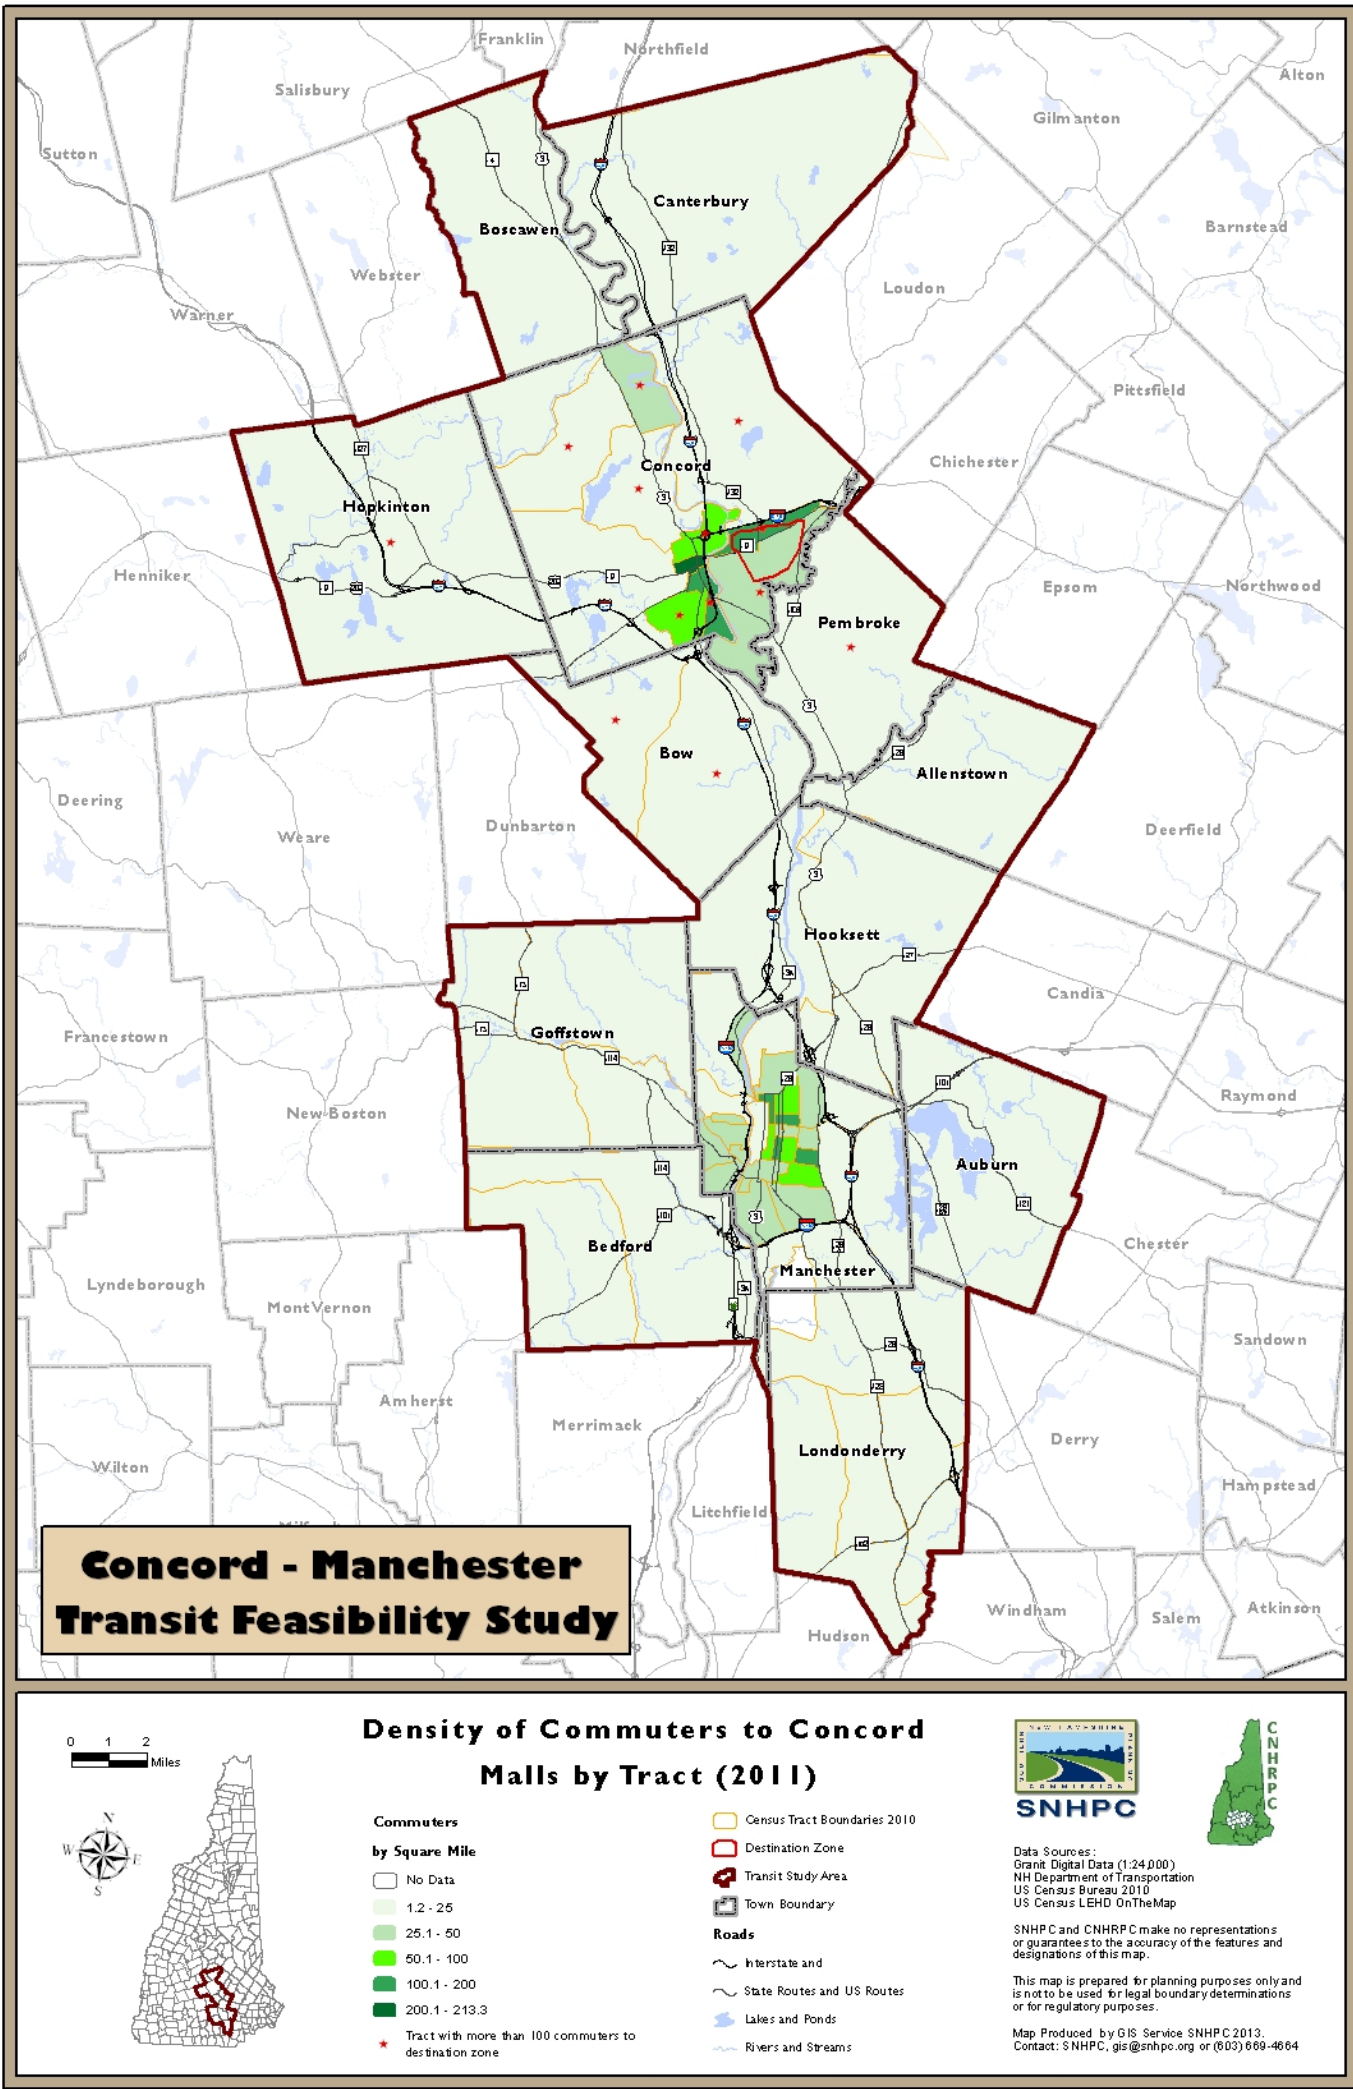 Franklin
Northfield
Alton
Salisbury
Gilmanton
Sutton
Canterbury
Barnstead
Boscawen
Webster
Loudon
Warner
Pittsfield
Concord
Chichester
Hopkinton
Henniker
Epsom
Northwood
Pembroke
Bow
Allenstown
Deering
Weare
Dunbarton
Deerfield
Hooksett
Candia
Francestown
Goffstown
New Boston
Raymond
Auburn
Bedford
Chester
Manchester
Lyndeborough
Mont Vernon
Sandown
Amherst
Merrimack
Londonderry
Derry
Wilton
Hampstead
Litchfield
Windham
Salem
Atkinson
Hudson
Concord - Manchester
Transit Feasibility Study
Density of Commuters to Concord
Malls by Tract (2011)
0 1 2
Miles
N
W E
S
Commuters
by Square Mile
No Data
1.2 - 25
25.1 - 50
50.1 - 100
100.1 - 200
200.1 - 213.3
Tract with more than 100 commuters to
destination zone
Census Tract Boundaries 2010
Destination Zone
Transit Study Area
Town Boundary
Roads
Interstate and
State Routes and US Routes
Lakes and Ponds
Rivers and Streams
SNHPC
CNHRPC
Data Sources:
Granit Digital Data (1:24,000)
NH Department of Transportation
US Census Bureau 2010
US Census LEHD OnTheMap
SNHPC and CNHRPC make no representations
or guarantees to the accuracy of the features and
designations of this map.
This map is prepared for planning purposes only and
is not to be used for legal boundary determinations
or for regulatory purposes.
Map Produced by GIS Service SNHPC 2013.
Contact: SNHPC, gis@snhpc.org or (603) 669-4664